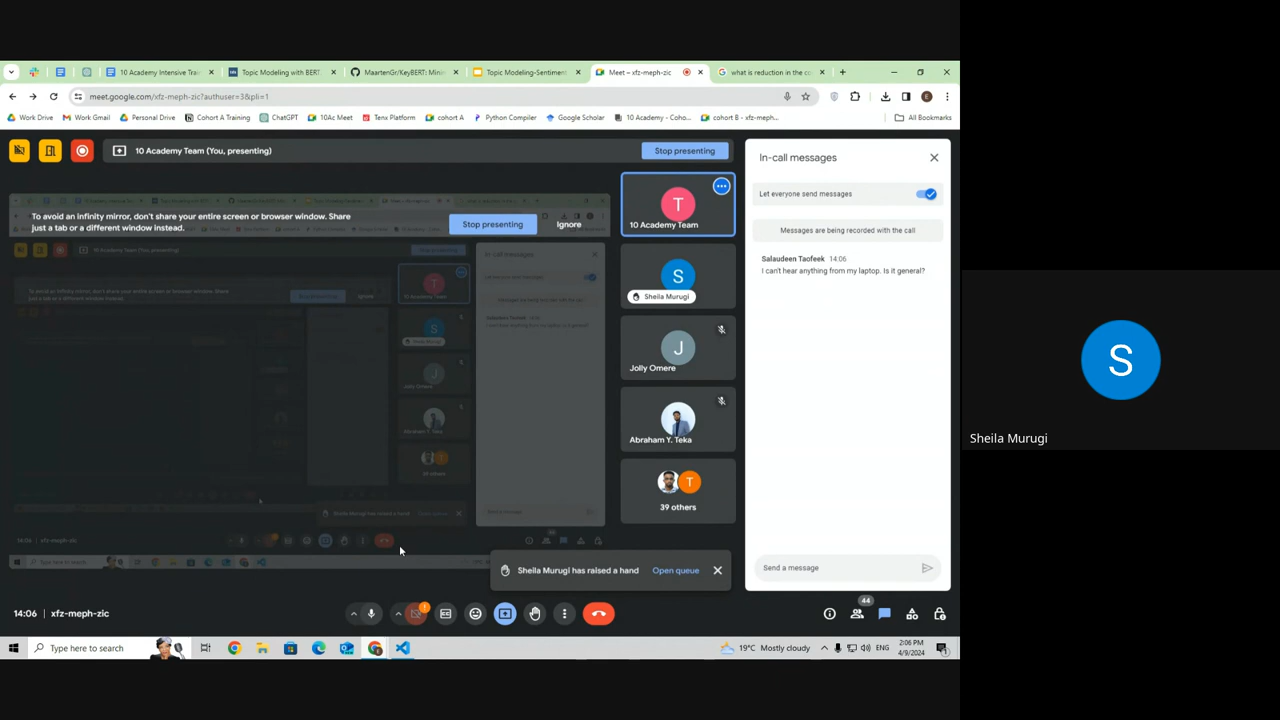 10 Academy Intensive Trai
Topic Modeling with BERT
MaartenGr/KeyBERT: Mini
Topic Modeling-Sentiment
Meet – xfz-meph-zic
what is reduction in the co
meet.google.com/xfz-meph-zic?authuser=3&pli=1
Work Drive
Work Gmail
Personal Drive
Cohort A Training
ChatGPT
10Ac Meet
Tenx Platform
cohort A
Python Compiler
Google Scholar
10 Academy - Coho...
cohort B - xfz-meph...
All Bookmarks
10 Academy Team (You, presenting)
Stop presenting
To avoid an infinity mirror, don't share your entire screen or browser window. Share
just a tab or a different window instead.
Stop presenting
Ignore
T
10 Academy Team
S
Sheila Murugi
J
Jolly Omere
Abraham Y. Teka
T
39 others
In-call messages
Let everyone send messages
Messages are being recorded with the call
Salaudeen Taofeek 14:06
I can't hear anything from my laptop. Is it general?
Send a message
Sheila Murugi has raised a hand
Open queue
14:06 | xfz-meph-zic
44
Type here to search
19°C Mostly cloudy
ENG
2:06 PM
4/9/2024
S
Sheila Murugi